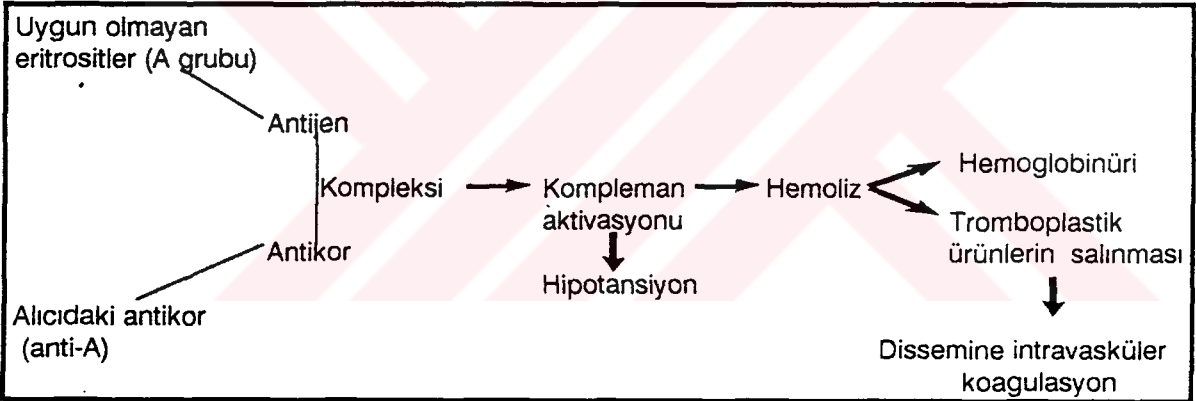 Uygun olmayan
eritrositler (A grubu)
Antijen
Kompleksi
Antikor
Alıcıdaki antikor
(anti-A)
Kompleman
aktivasyonu
Hipotansiyon
Hemoliz
Hemoglobinüri
Tromboplastik
ürünlerin salınması
Dissemine intravasküler
koagulasyon